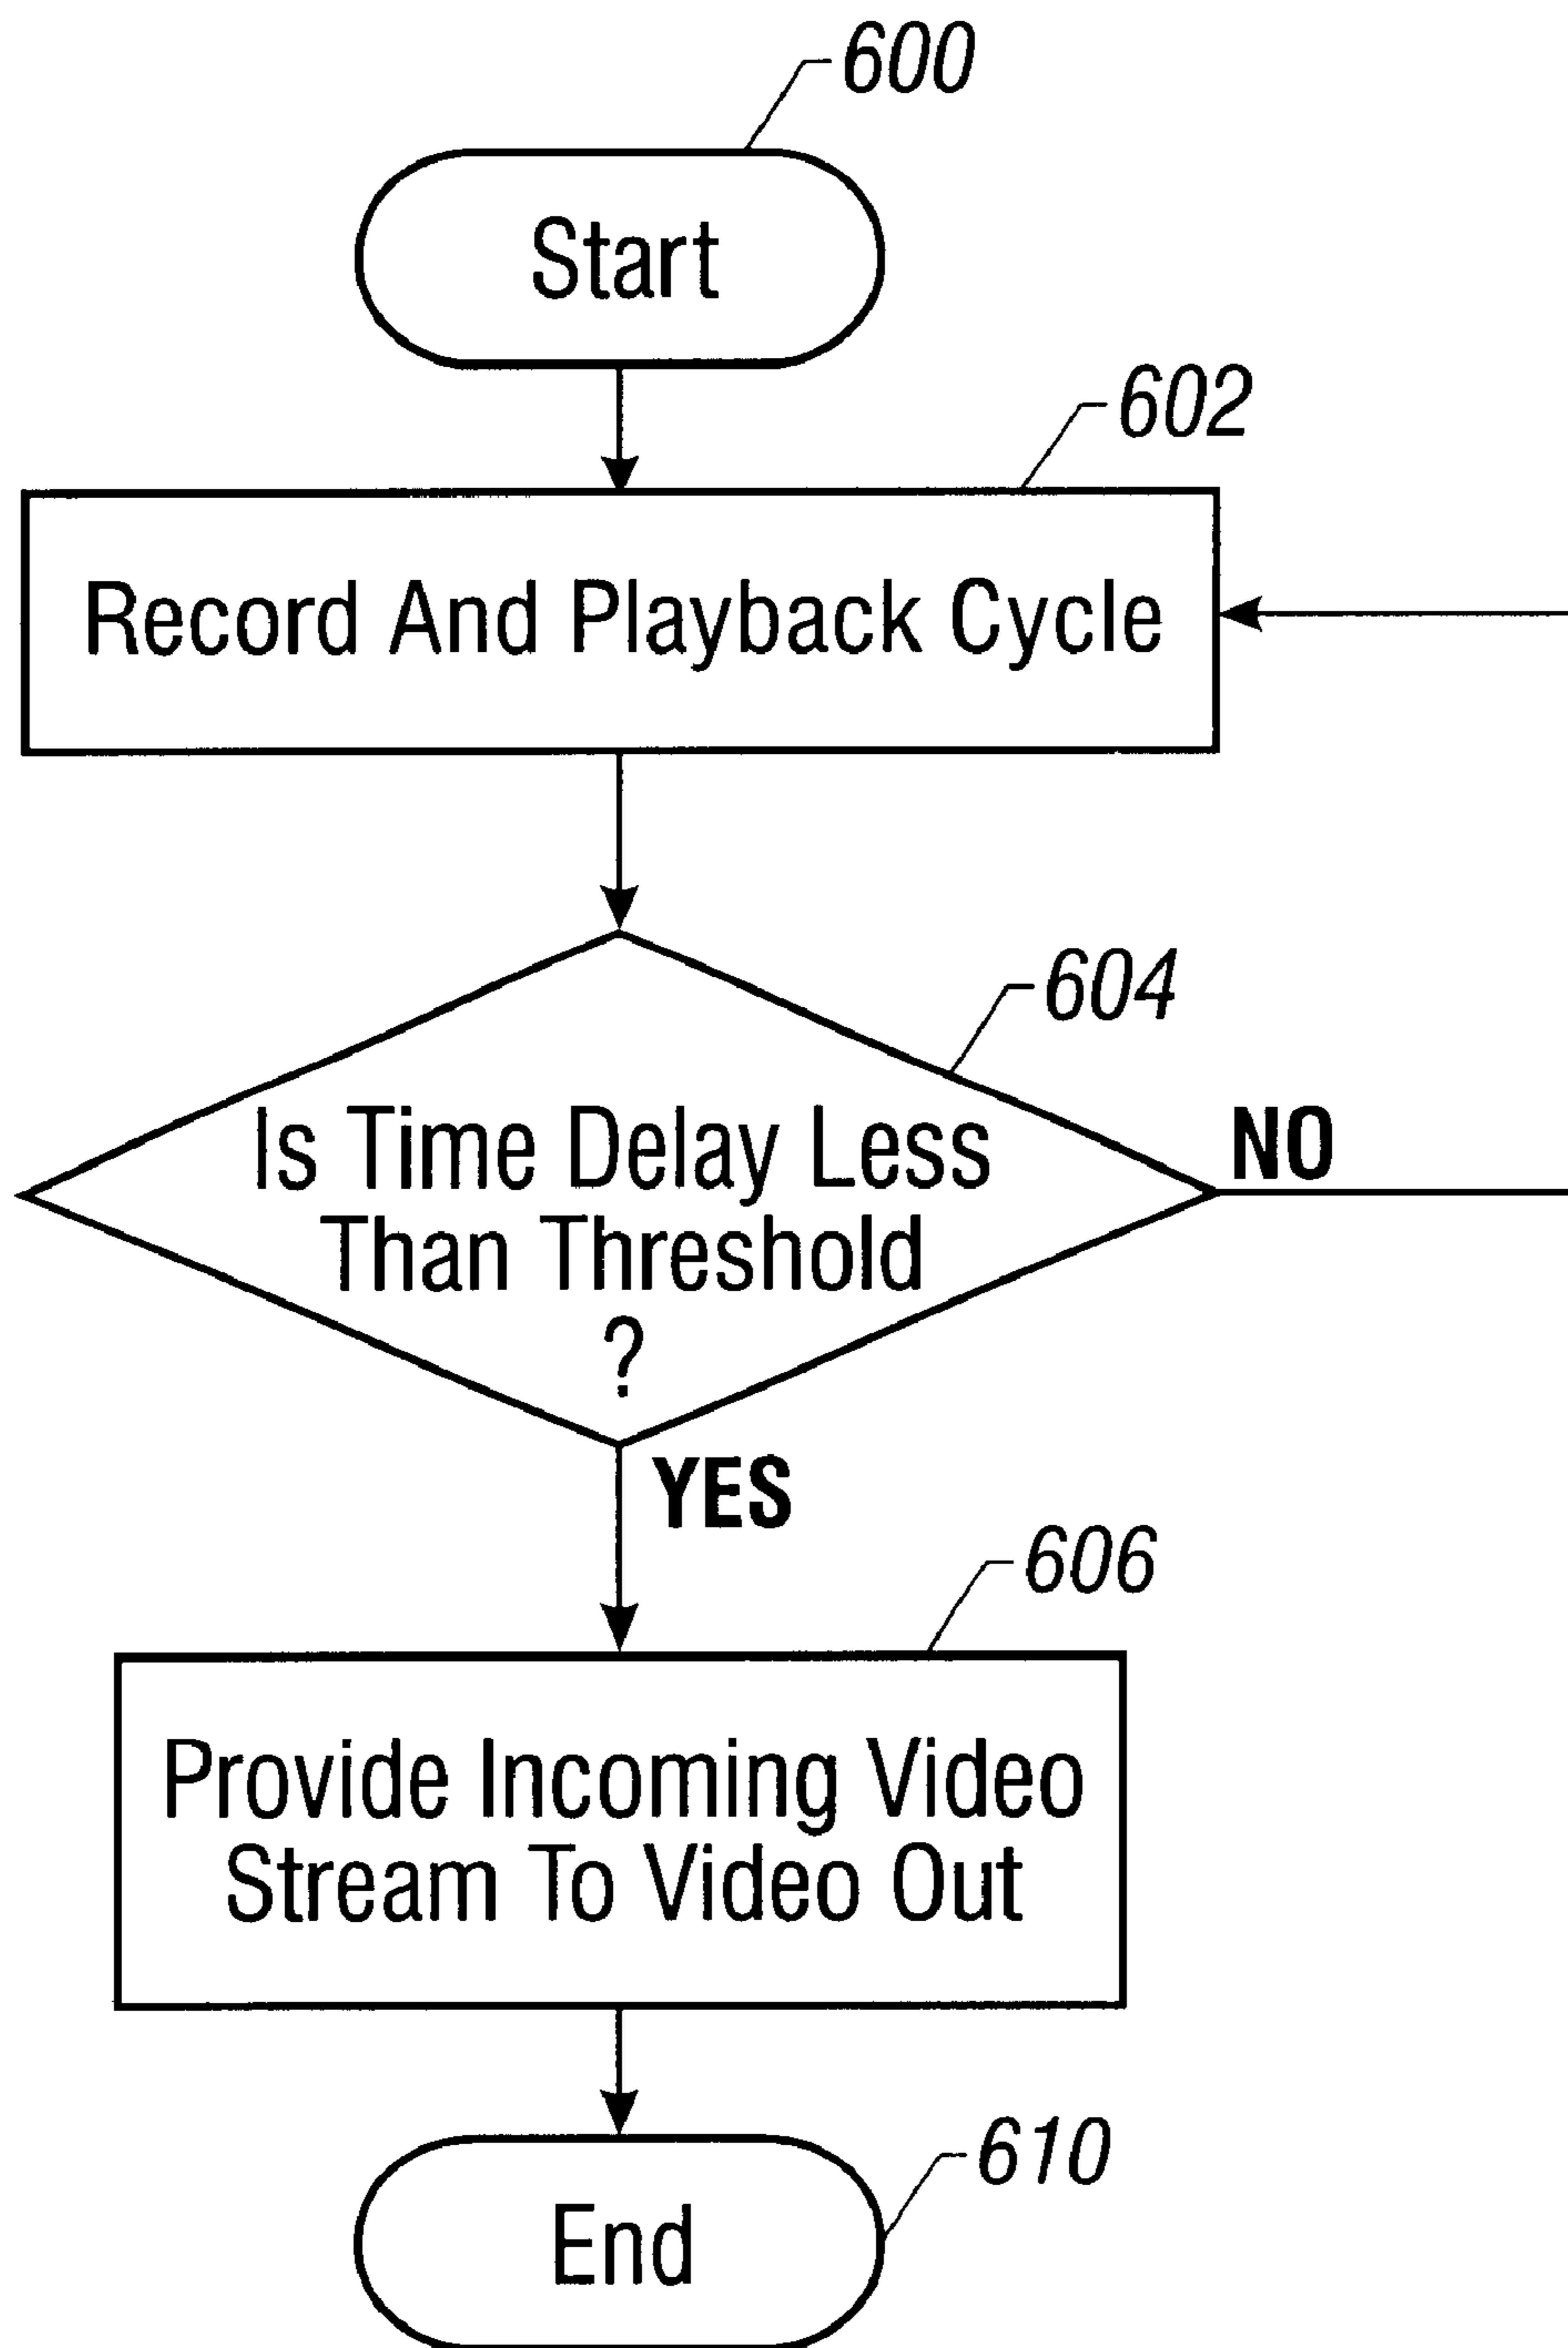 600
Start
602
Record And Playback Cycle
604
Is Time Delay Less
Than Threshold
?
NO
YES
606
Provide Incoming Video
Stream To Video Out
610
End